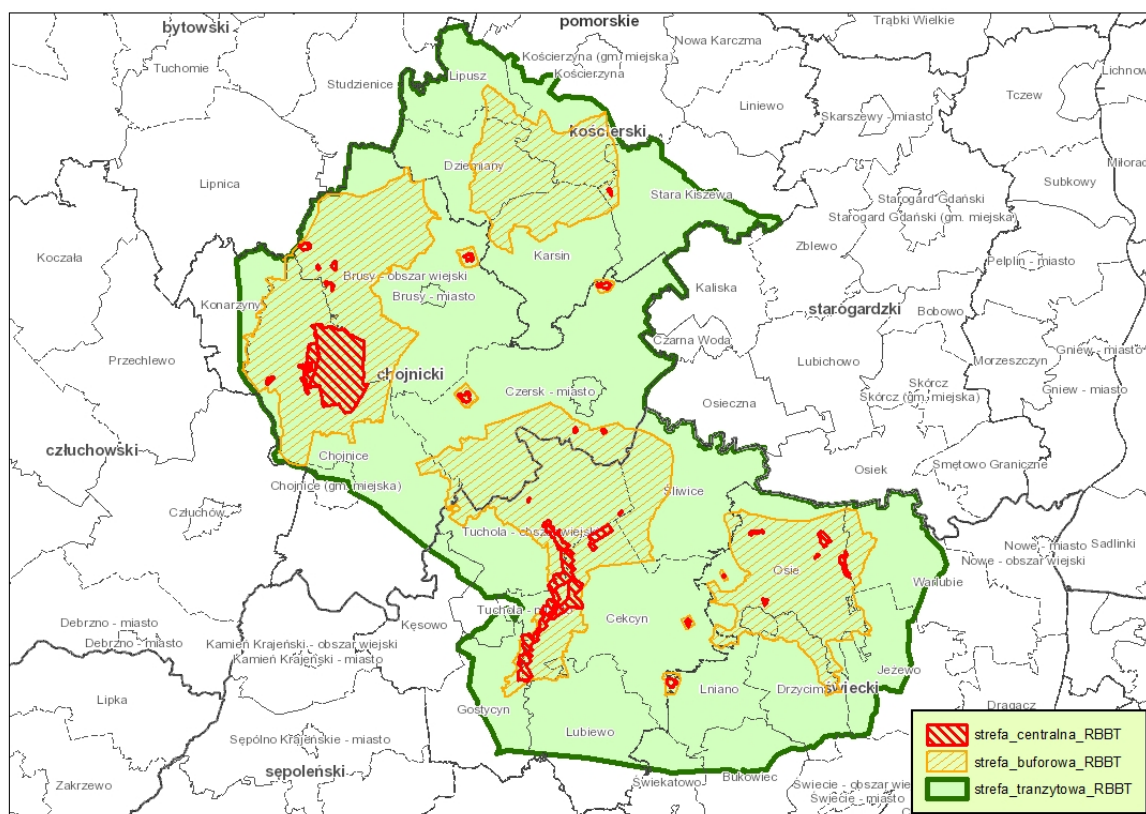 bytowski
pomorskie
Trąbki Wielkie
Nowa Karczma
Kościerzyna (gm. miejska)
Kościerzyna
Tuchomie
Studzienice
Lipusz
Lichnow
Tczew
Liniewo
Skarszewy - miasto
kościerski
Dziemiany
Miłorad
Lipnica
Subkowy
Stara Kiszewa
Starogard Gdański
Starogard Gdański (gm. miejska)
Zblewo
Koczała
Karsin
Pelplin - miasto
Brusy - obszar wiejski
Brusy - miasto
Kaliska
Konarzyny
starogardzki
Bobowo
Czarna Woda
Przechlewo
Lubichowo
Morzeszczyn
Gniew - miasto
Gniew - miasto
chojnicki
Czersk - miasto
Skórcz
Skórcz (gm. miejska)
Osieczna
człuchowski
Chojnice
Smętowo Graniczne
Osiek
Chojnice (gm. miejska)
Śliwice
Człuchów
Tuchola - obszar wiejski
Nowe - miasto
Nowe - obszar wiejski
Sadlinki
Osie
Warlubie
Tuchola - miasto
Kęsowo
Cekcyn
Debrzno - miasto
Debrzno - miasto
Kamień Krajeński - obszar wiejski
Kamień Krajeński - miasto
Jeżewo
Lipka
Gostycyn
Lniano
Drzycim
świecki
Dragacz
Lubiewo
Sępólno Krajeńskie - miasto
sępoleński
Zakrzewo
Świekatowo
Bukowiec
Świecie - obszar wiejs
Świecie - miasto
strefa_centralna_RBBT
strefa_buforowa_RBBT
strefa_tranzytowa_RBBT